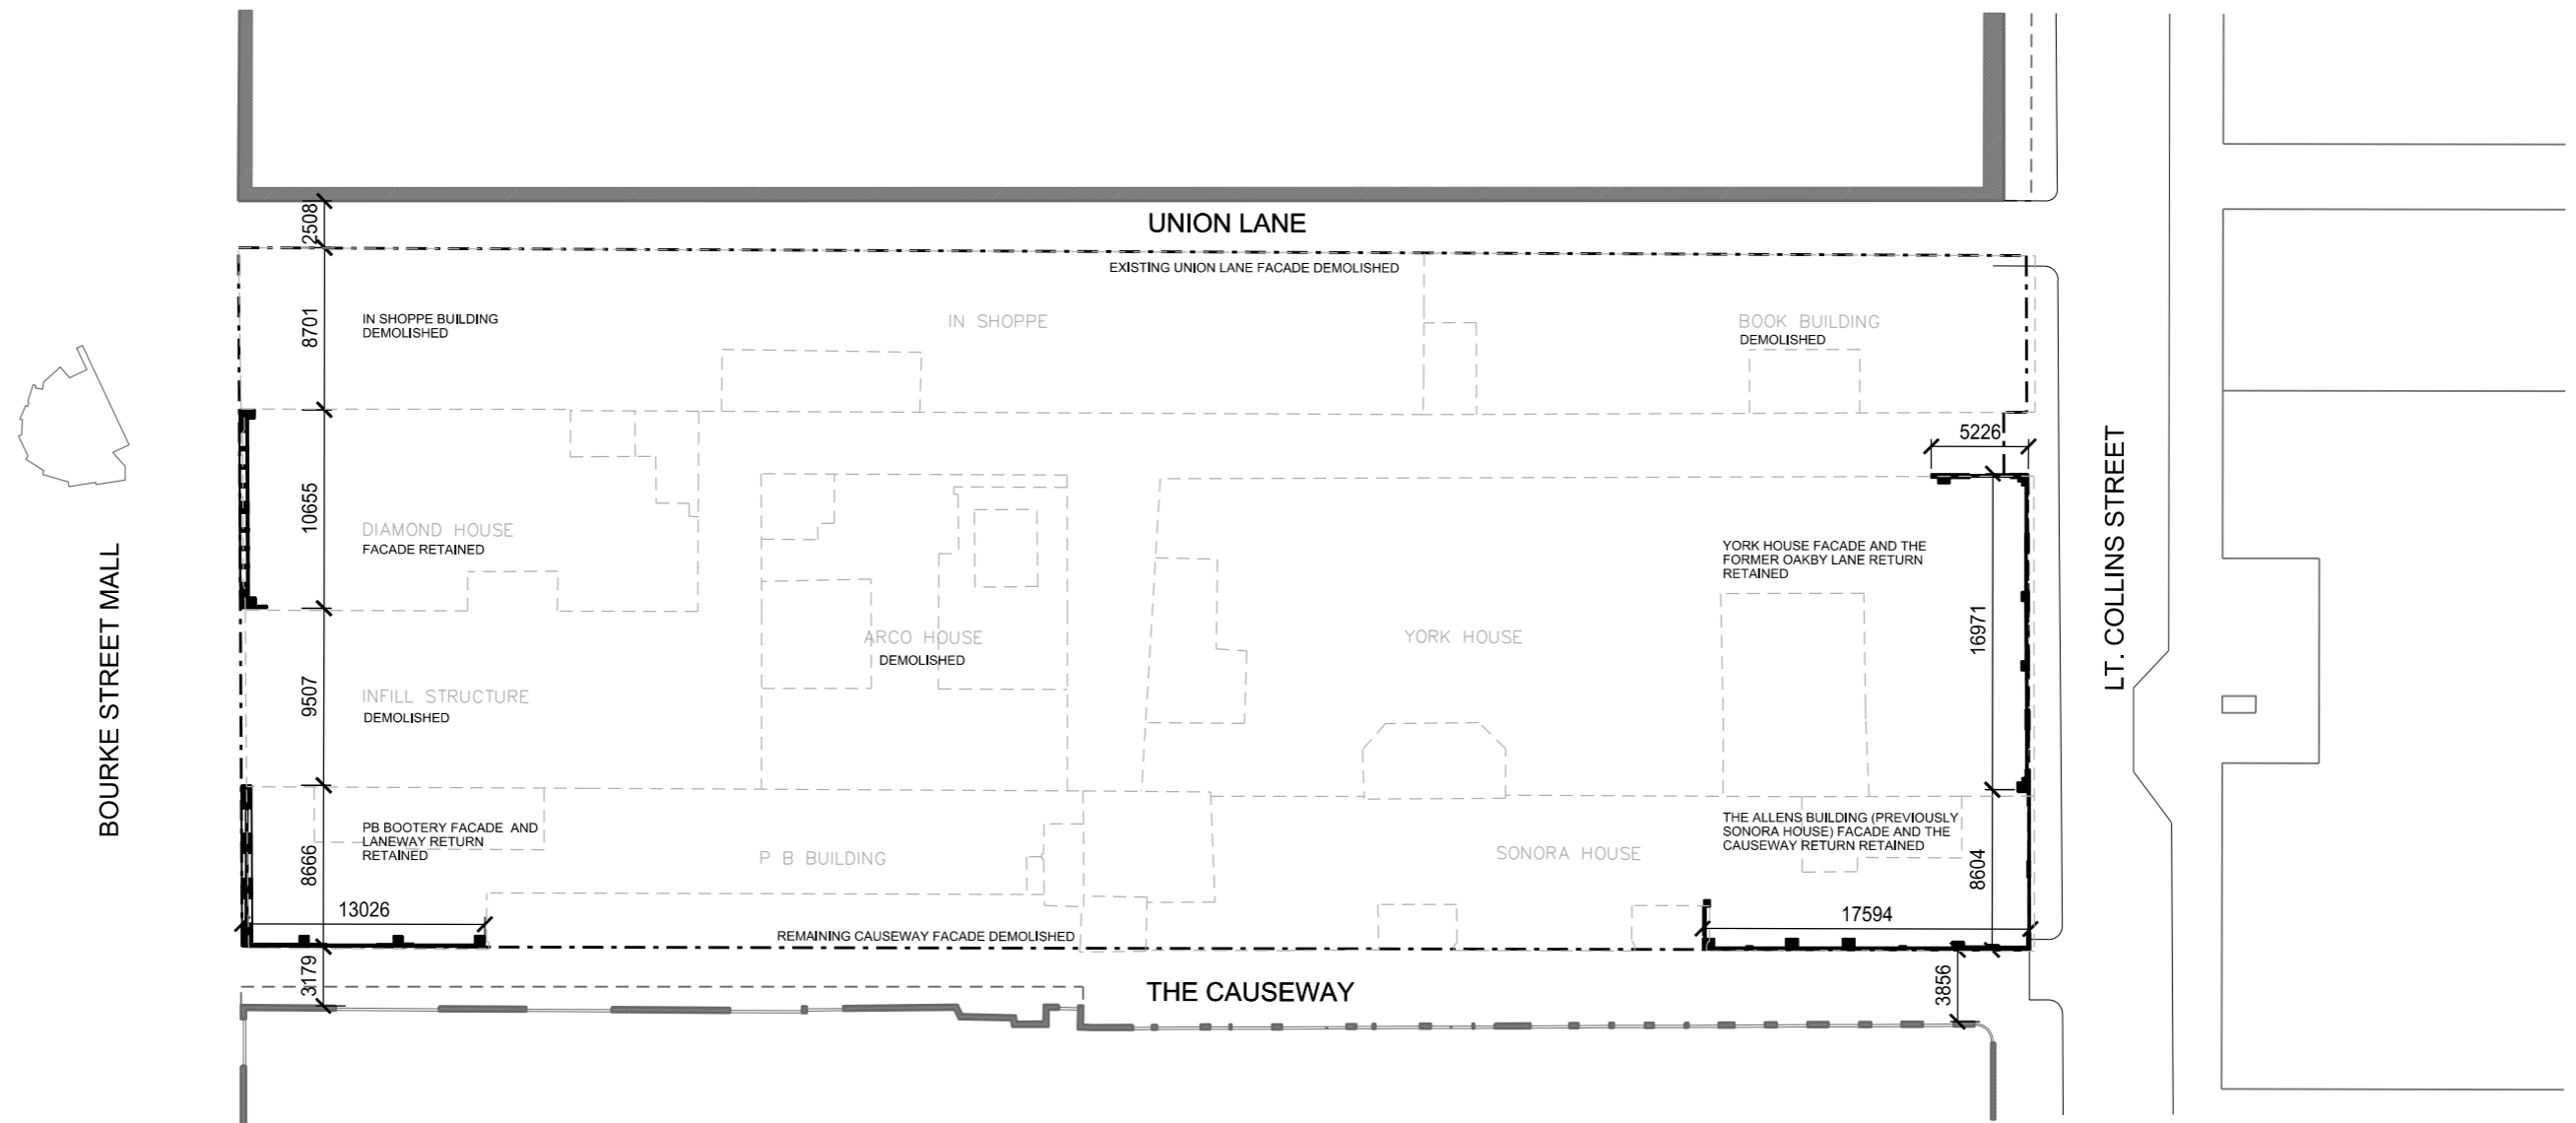 UNION LANE
2508
EXISTING UNION LANE FACADE DEMOLISHED
8701
IN SHOPPE BUILDING
DEMOLISHED
IN SHOPPE
BOOK BUILDING
DEMOLISHED
5226
BOURKE STREET MALL
10655
DIAMOND HOUSE
FACADE RETAINED
ARCO HOUSE
DEMOLISHED
YORK HOUSE
YORK HOUSE FACADE AND THE
FORMER OAKBY LANE RETURN
RETAINED
16971
LT. COLLINS STREET
9507
INFILL STRUCTURE
DEMOLISHED
8666
PB BOOTERY FACADE AND
LANEWAY RETURN
RETAINED
P B BUILDING
SONORA HOUSE
THE ALLENS BUILDING (PREVIOUSLY
SONORA HOUSE) FACADE AND THE
CAUSEWAY RETURN RETAINED
8604
13026
17594
REMAINING CAUSEWAY FACADE DEMOLISHED
3179
THE CAUSEWAY
3856